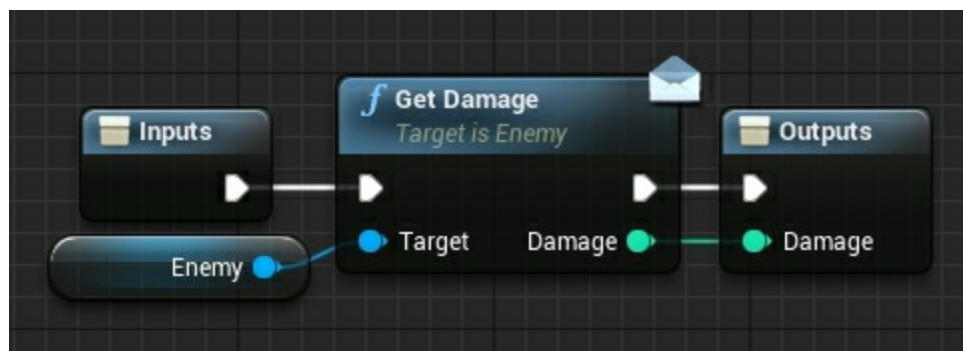 Inputs
Enemy
f Get Damage
Target is Enemy
Target
Damage
Outputs
Damage